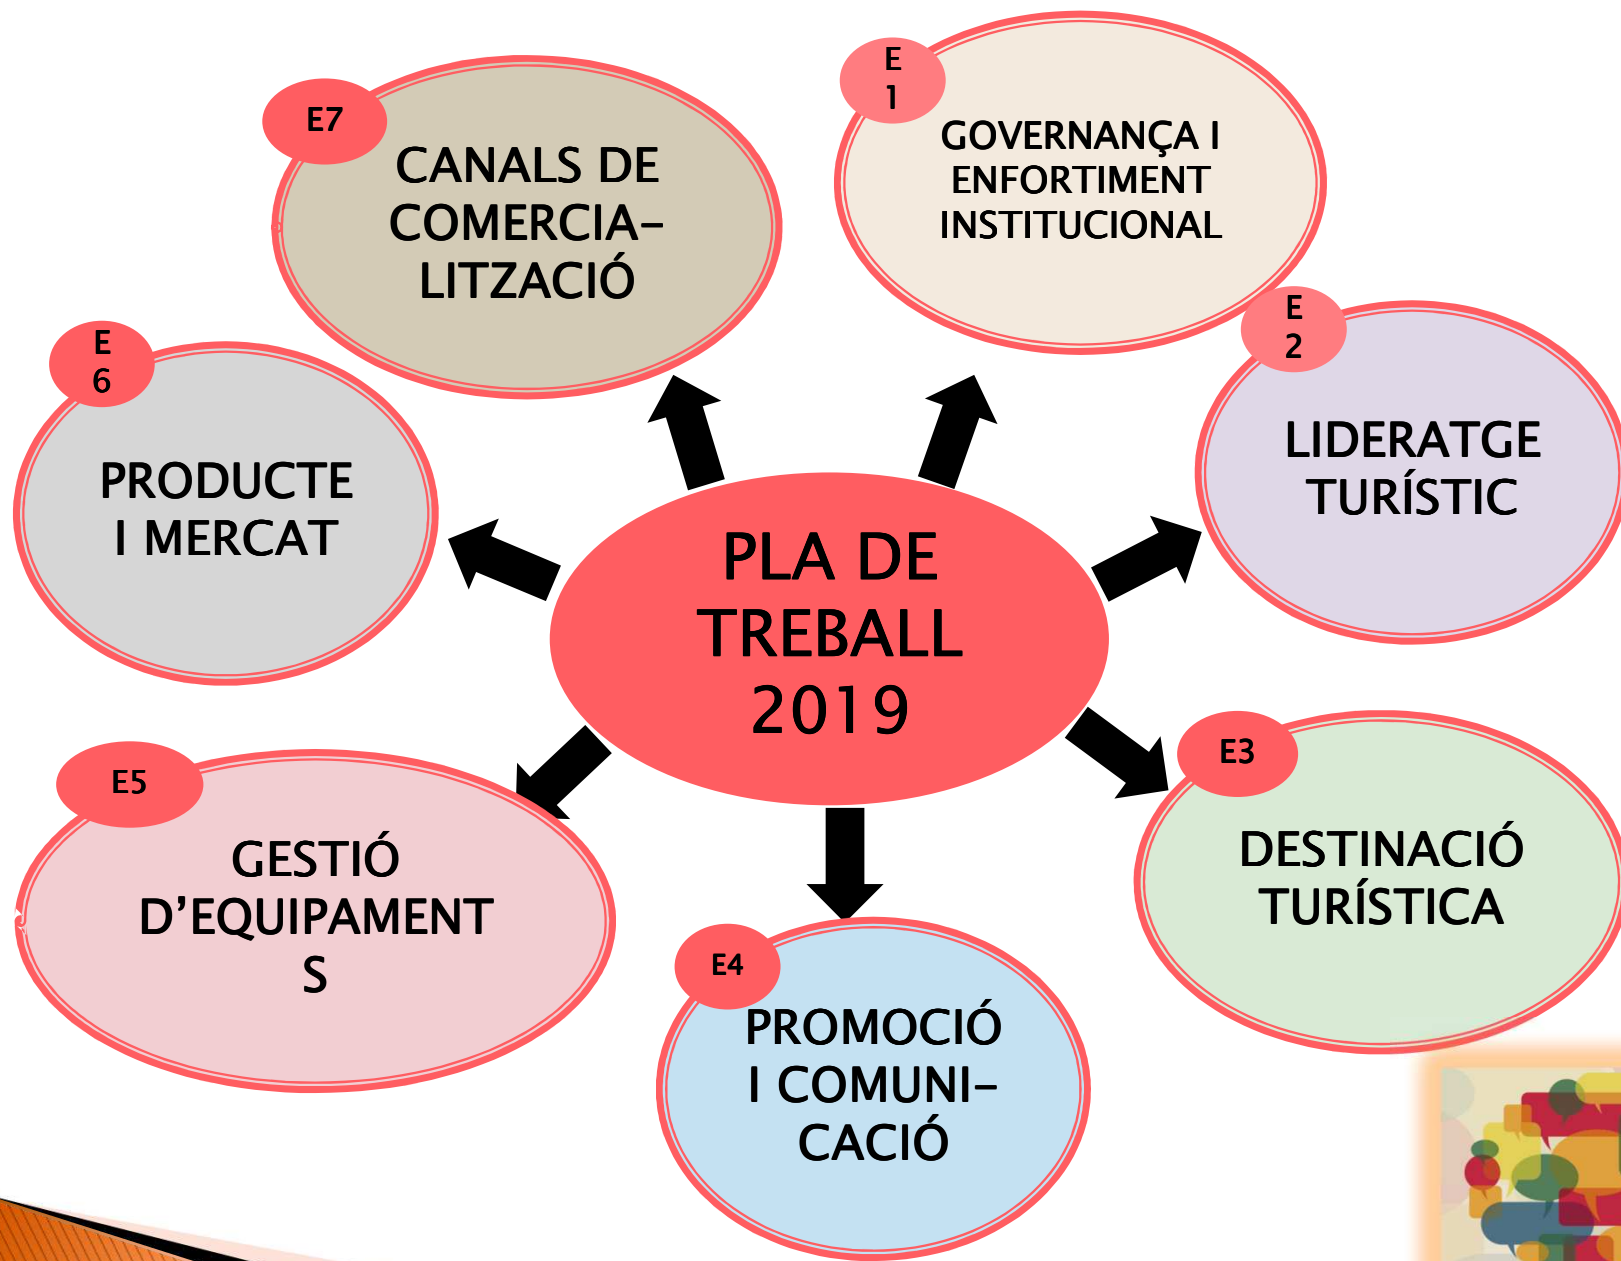 E
1
GOVERNANÇA I
ENFORTIMENT
INSTITUCIONAL
E
2
LIDERATGE
TURÍSTIC
E3
DESTINACIÓ
TURÍSTICA
E4
PROMOCIÓ
I COMUNI-
CACIÓ
E5
GESTIÓ
D’EQUIPAMENT
S
E
6
PRODUCTE
I MERCAT
E7
CANALS DE
COMERCIA-
LITZACIÓ
PLA DE
TREBALL
2019